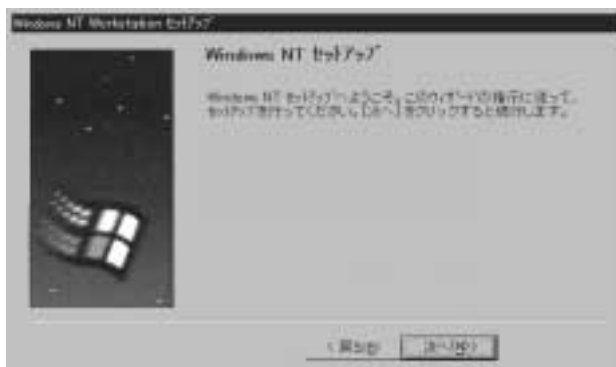 Windows NT Workstation セットアップ
Windows NT セットアップ
Windows NT セットアップへようこそ。このウィザードの指示に従って、
セットアップを行ってください。[次へ] をクリックすると続行します。
< 戻る(B)
次へ(N) >